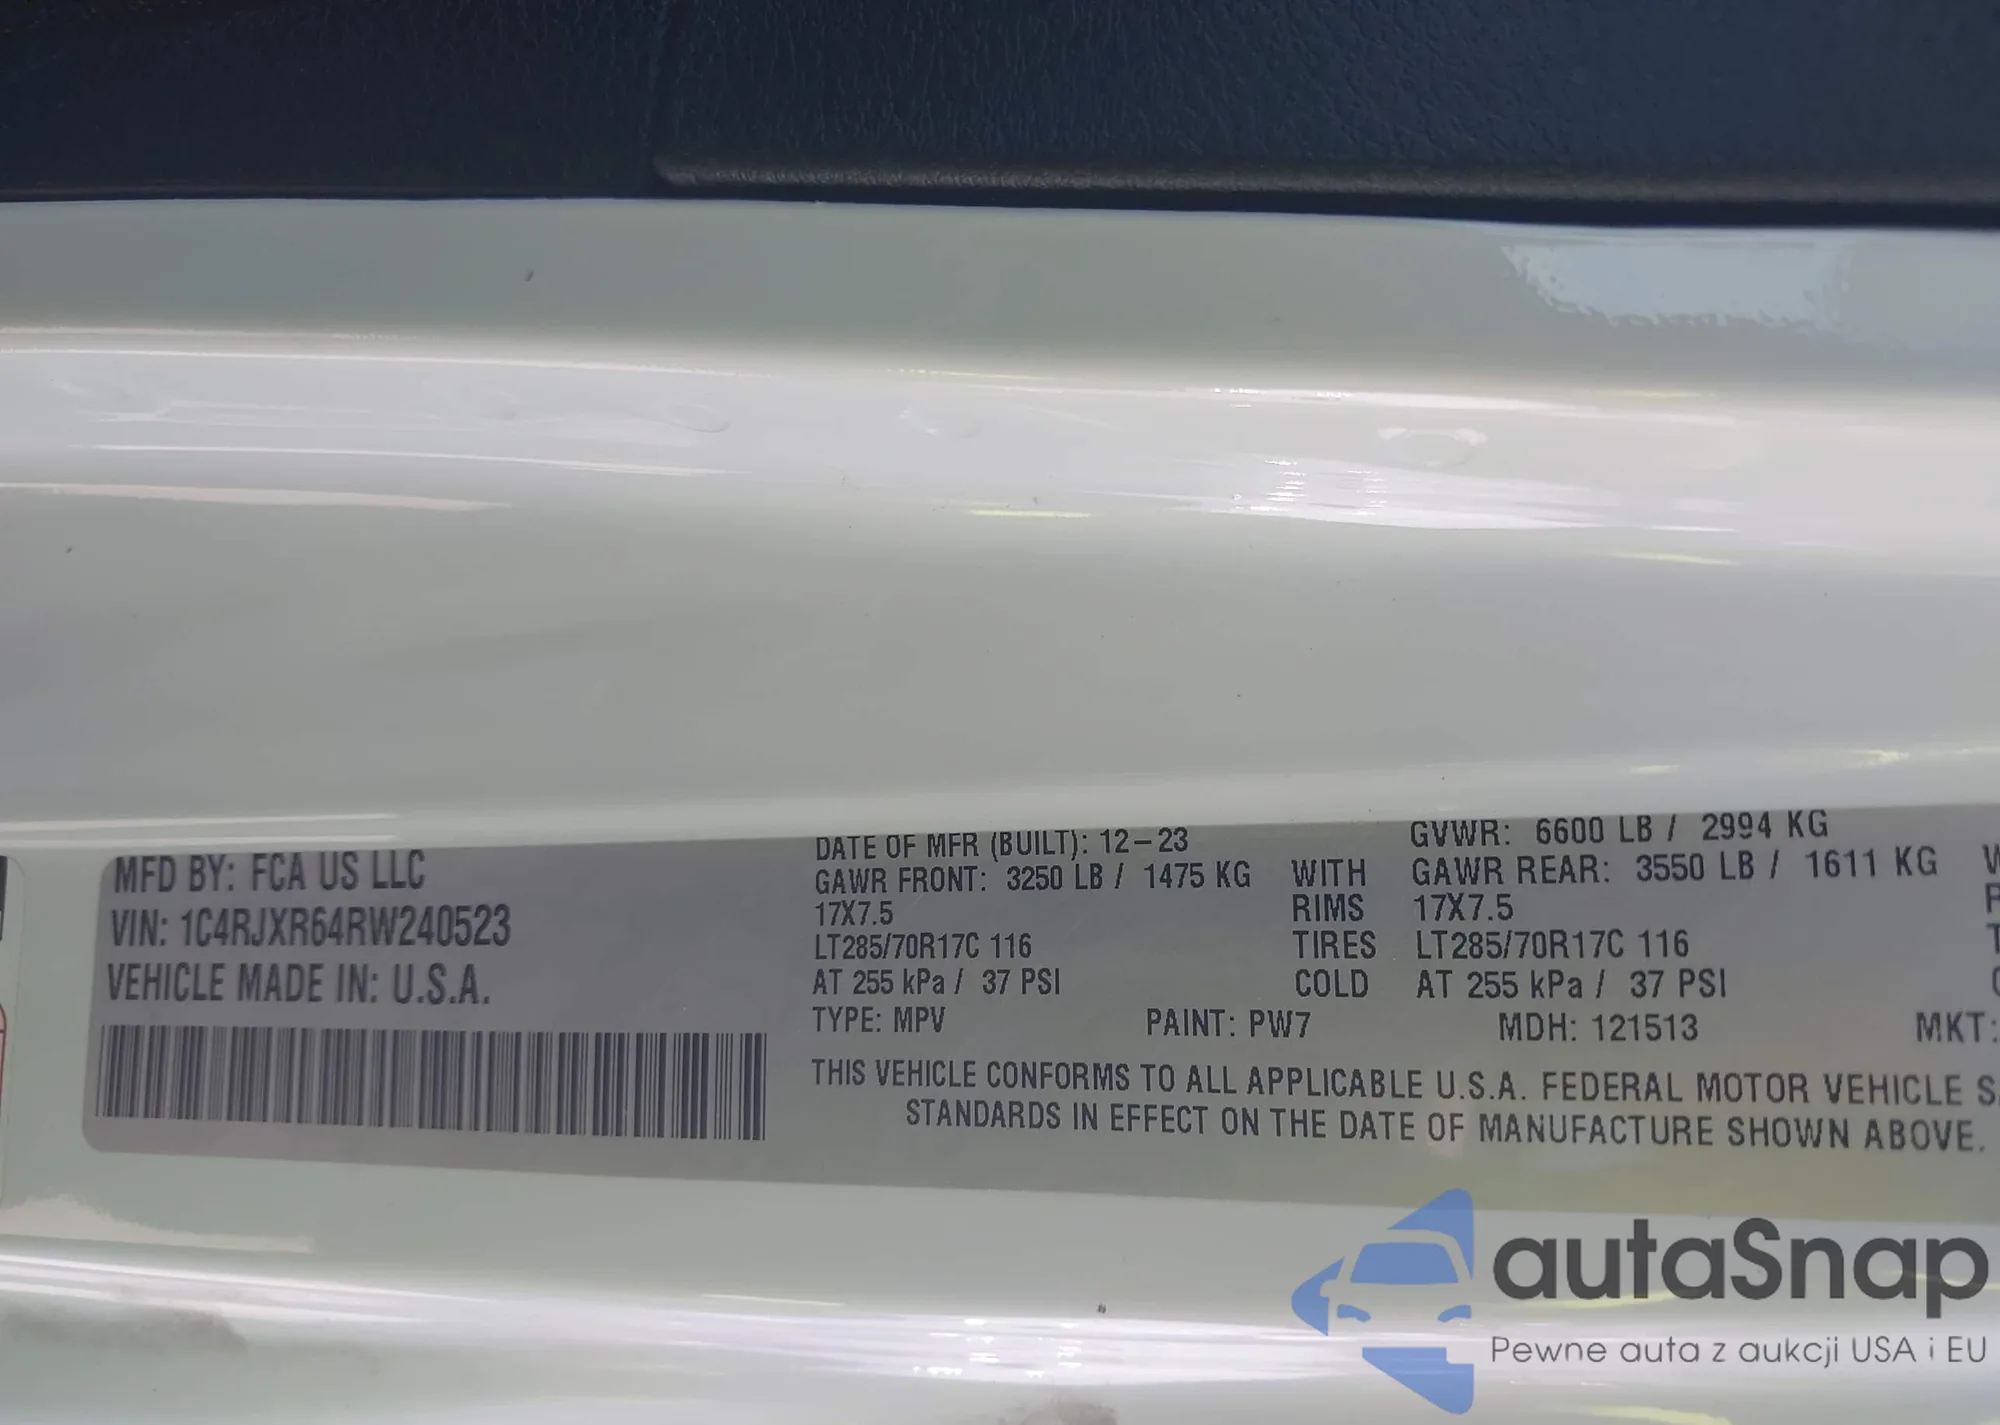 MFD BY: FCA US LLC
VIN: 1C4RJXR64RW240523
VEHICLE MADE IN: U.S.A.
DATE OF MFR (BUILT): 12-23
GVWR: 6600 LB / 2994 KG
GAWR FRONT: 3250 LB / 1475 KG WITH GAWR REAR: 3550 LB / 1611 KG
17X7.5 RIMS 17X7.5
LT285/70R17C 116 TIRES LT285/70R17C 116
AT 255 kPa / 37 PSI COLD AT 255 kPa / 37 PSI
TYPE: MPV PAINT: PW7 MDH: 121513 MKT:
THIS VEHICLE CONFORMS TO ALL APPLICABLE U.S.A. FEDERAL MOTOR VEHICLE
STANDARDS IN EFFECT ON THE DATE OF MANUFACTURE SHOWN ABOVE.
autaSnap
Pewne auta z aukcji USA i EU